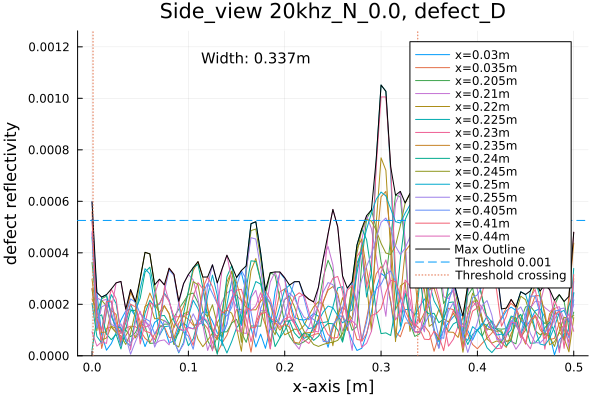 Side_view 20khz_N_0.0, defect_D
Width: 0.337m
defect reflectivity
0.0012
0.0010
0.0008
0.0006
0.0004
0.0002
0.0000
x=0.03m
x=0.035m
x=0.205m
x=0.21m
x=0.22m
x=0.225m
x=0.23m
x=0.235m
x=0.24m
x=0.245m
x=0.25m
x=0.255m
x=0.405m
x=0.41m
x=0.44m
Max Outline
Threshold 0.001
Threshold crossing
0.0 0.1 0.2 0.3 0.4 0.5
x-axis [m]